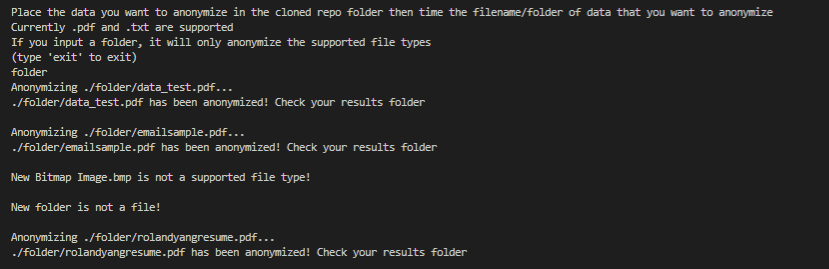 Place the data you want to anonymize in the cloned repo folder then time the filename/folder of data that you want to anonymize
Currently .pdf and .txt are supported
If you input a folder, it will only anonymize the supported file types
(type 'exit' to exit)
folder
Anonymizing ./folder/data_test.pdf...
./folder/data_test.pdf has been anonymized! Check your results folder
Anonymizing ./folder/emailsample.pdf...
./folder/emailsample.pdf has been anonymized! Check your results folder
New Bitmap Image.bmp is not a supported file type!
New folder is not a file!
Anonymizing ./folder/rolandyangresume.pdf...
./folder/rolandyangresume.pdf has been anonymized! Check your results folder